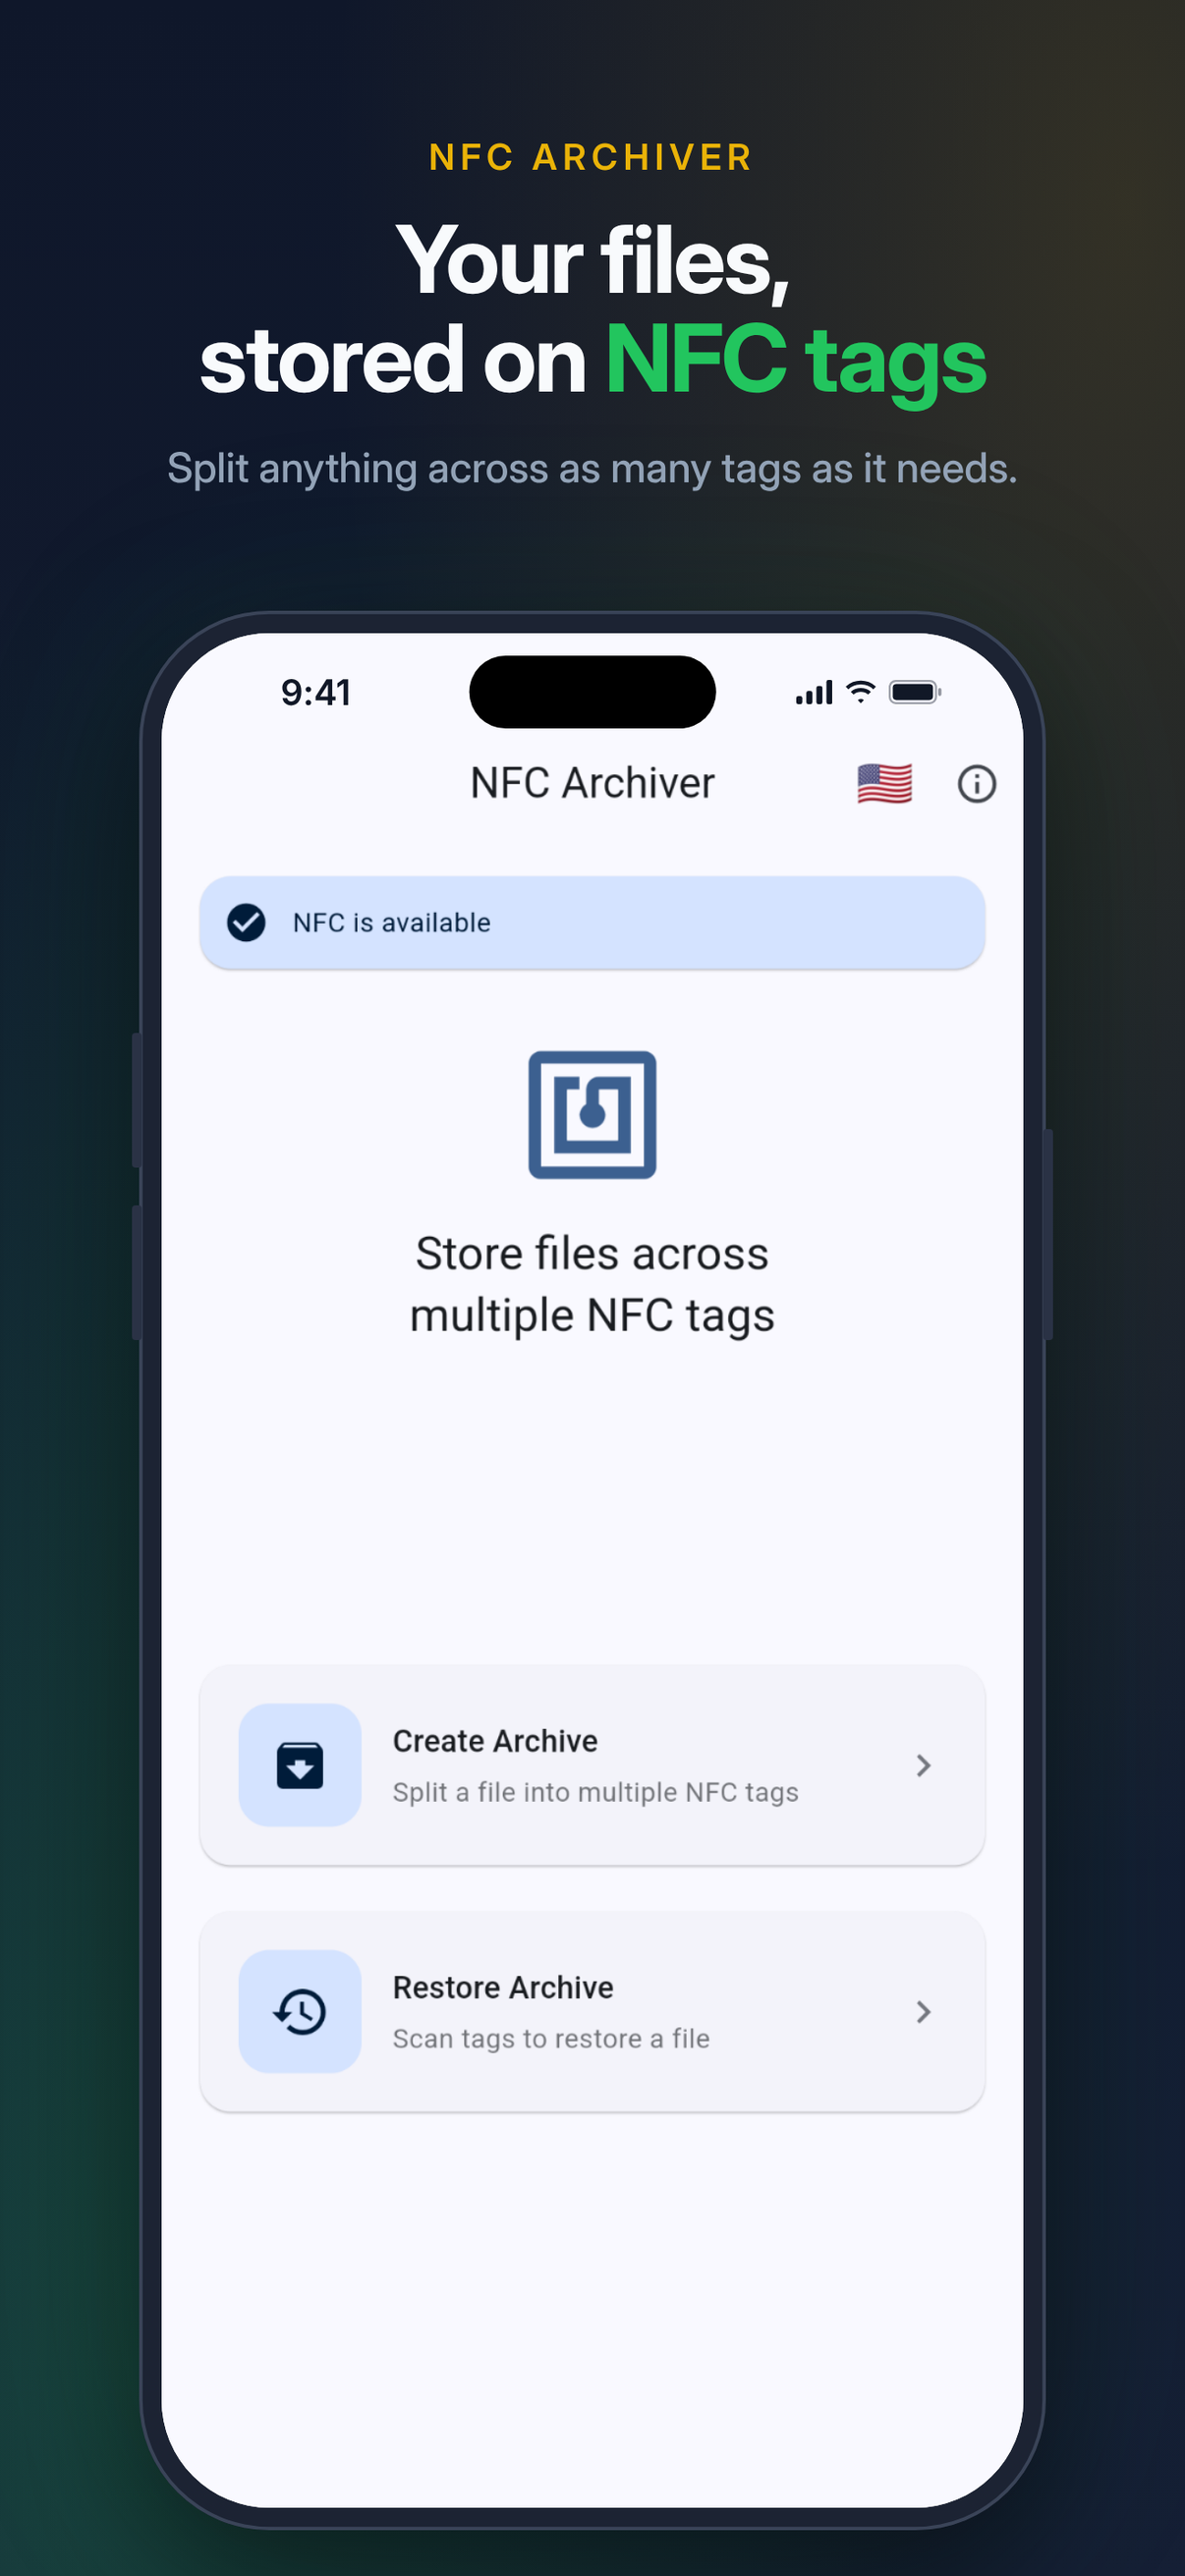 NFC ARCHIVER
Your files,
stored on NFC tags
Split anything across as many tags as it needs.
9:41
NFC Archiver
NFC is available
Store files across
multiple NFC tags
Create Archive
Split a file into multiple NFC tags
Restore Archive
Scan tags to restore a file